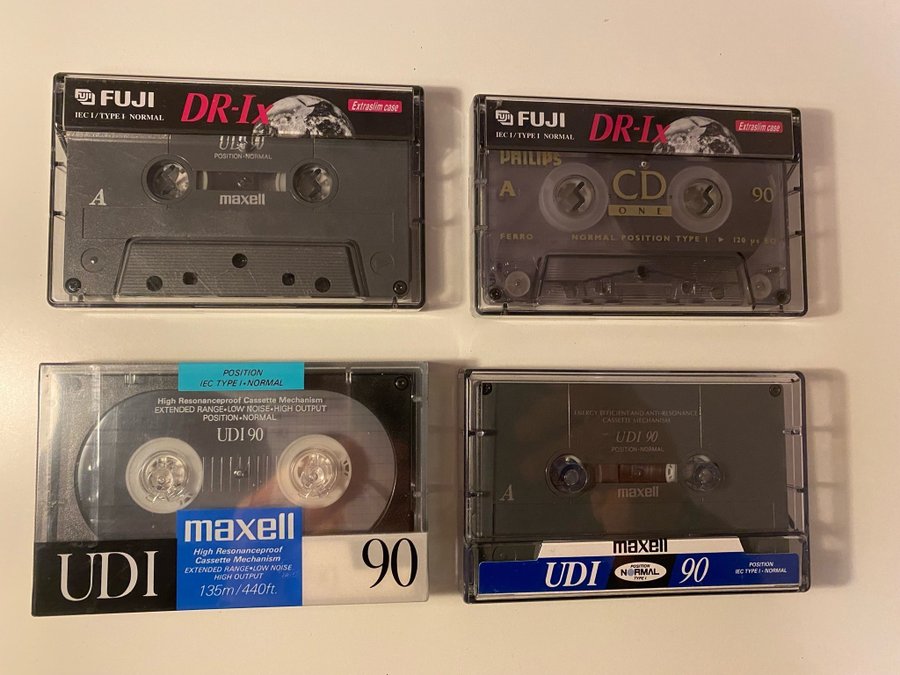 FUJI
FUJI DR-Ix Extraslim case
IEC I/TYPE I NORMAL
UDI 90
POSITION•NORMAL
maxell
A
FUJI
FUJI DR-Ix Extraslim case
IEC I/TYPE I NORMAL
PHILIPS
A CD 90
ONE
FERRO NORMAL POSITION TYPE I ► 120 µs EQ
POSITION
IEC TYPE I•NORMAL
High Resonanceproof Cassette Mechanism
EXTENDED RANGE•LOW NOISE•HIGH OUTPUT
POSITION•NORMAL
UDI 90
maxell
High Resonanceproof
Cassette Mechanism
EXTENDED RANGE•LOW NOISE
HIGH OUTPUT
135m/440ft.
UDI 90
ENERGY EFFICIENT AND ANTI-RESONANCE
CASSETTE MECHANISM
UDI 90
POSITION•NORMAL
A maxell
maxell
UDI POSITION NORMAL TYPE I 90 POSITION
IEC TYPE I•NORMAL